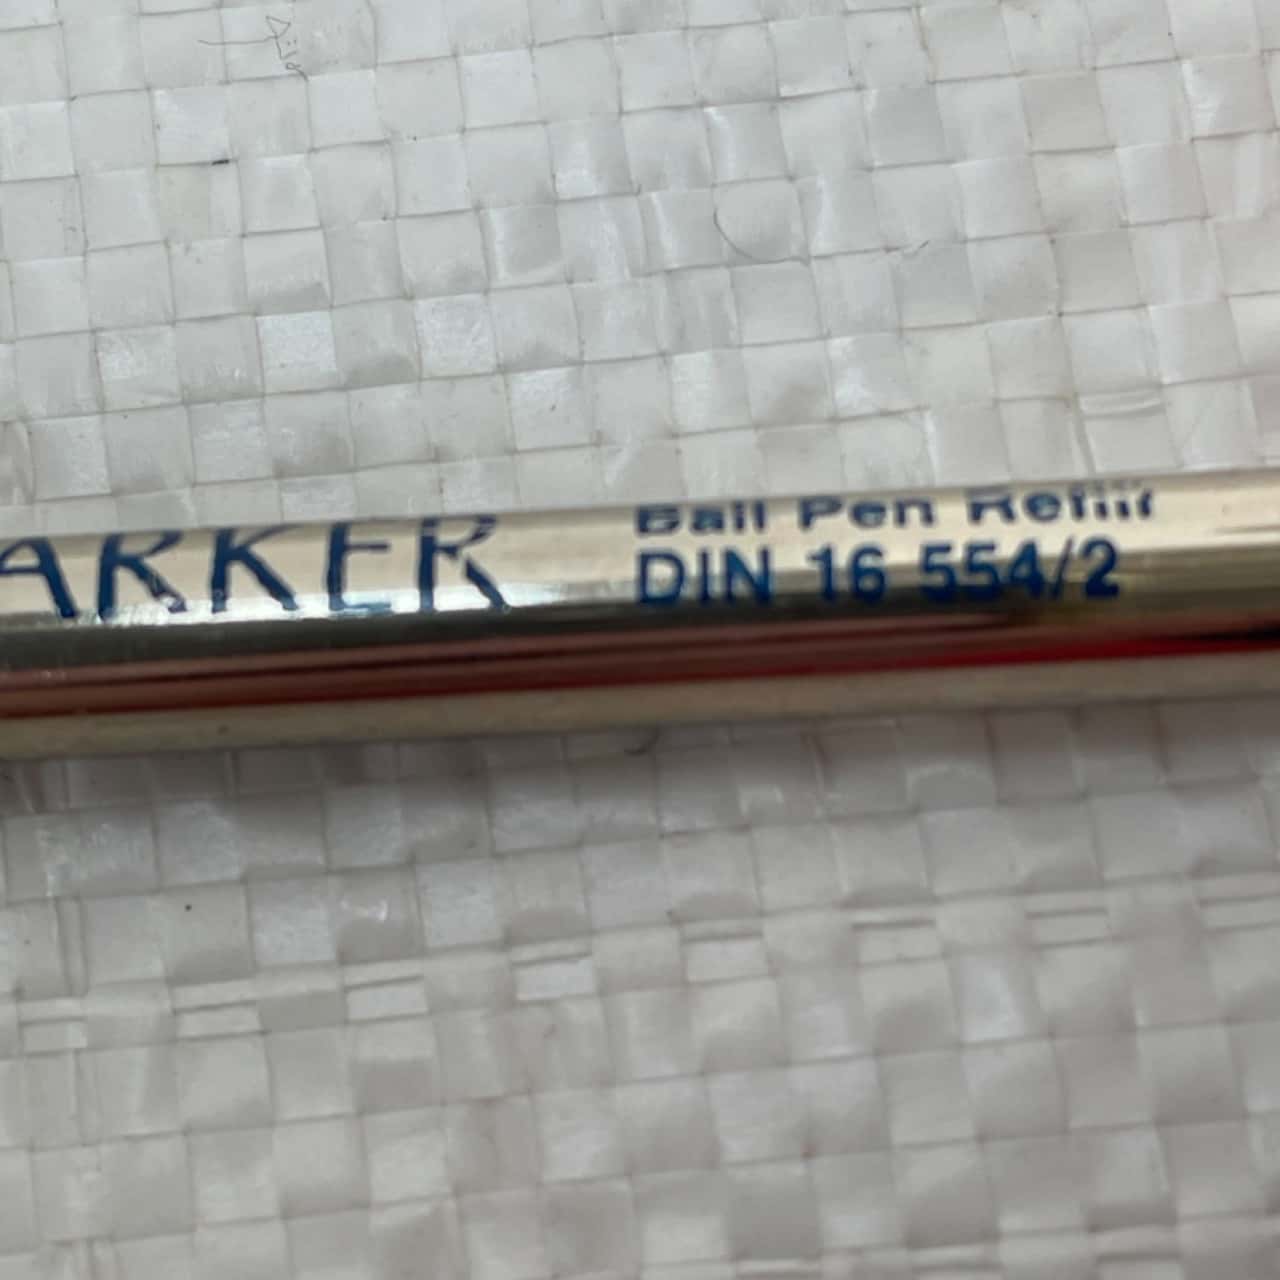 ARKER
Ball Pen Refill
DIN 16 554/2